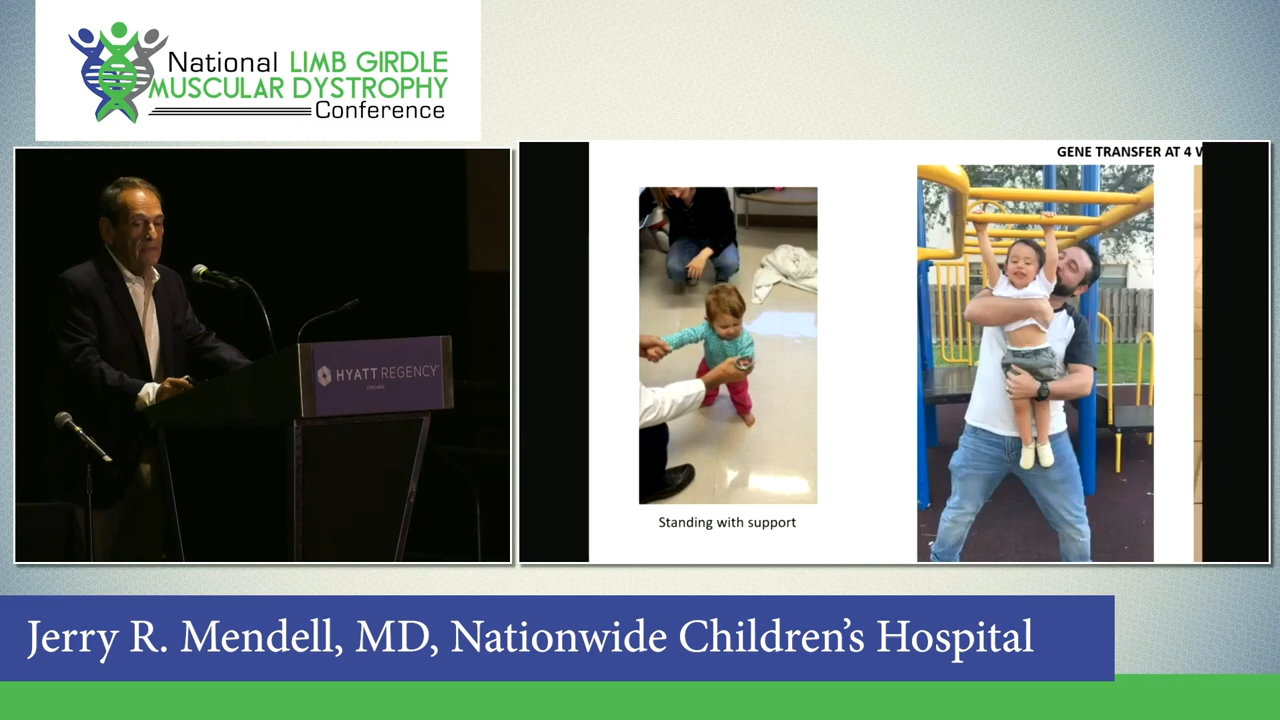 National LIMB GIRDLE
MUSCULAR DYSTROPHY
Conference
GENE TRANSFER AT 4
HYATT REGENCY
CHICAGO
Standing with support
Jerry R. Mendell, MD, Nationwide Children's Hospital